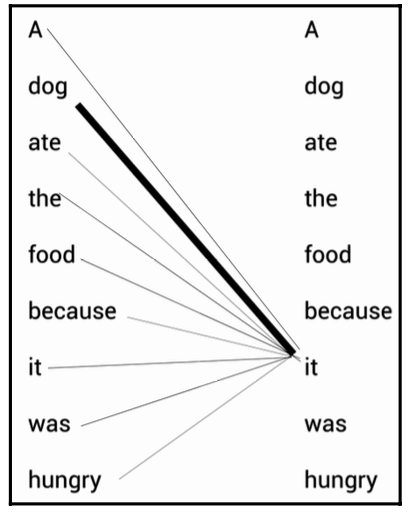 A A
dog dog
ate ate
the the
food food
because because
it it
was was
hungry hungry